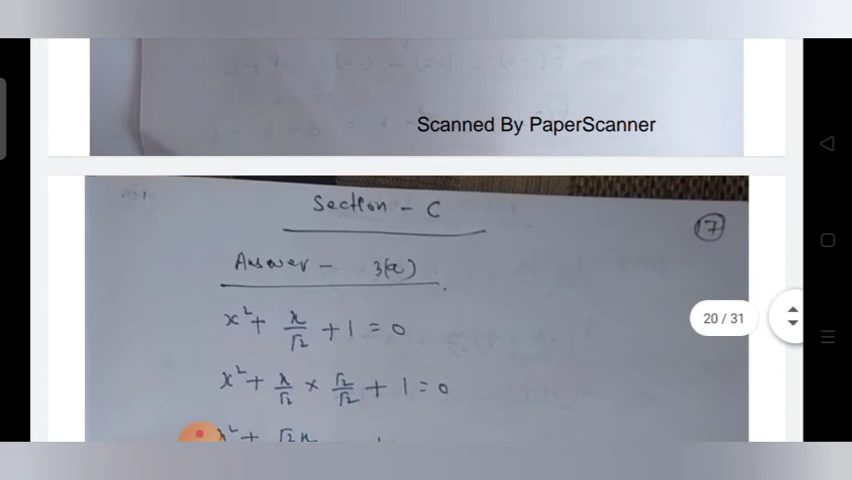 Scanned By PaperScanner
Section - C
17
Answer - 3(a)
x² + x/√2 + 1 = 0
20 / 31
x² + x/√2 × √2/√2 + 1 = 0